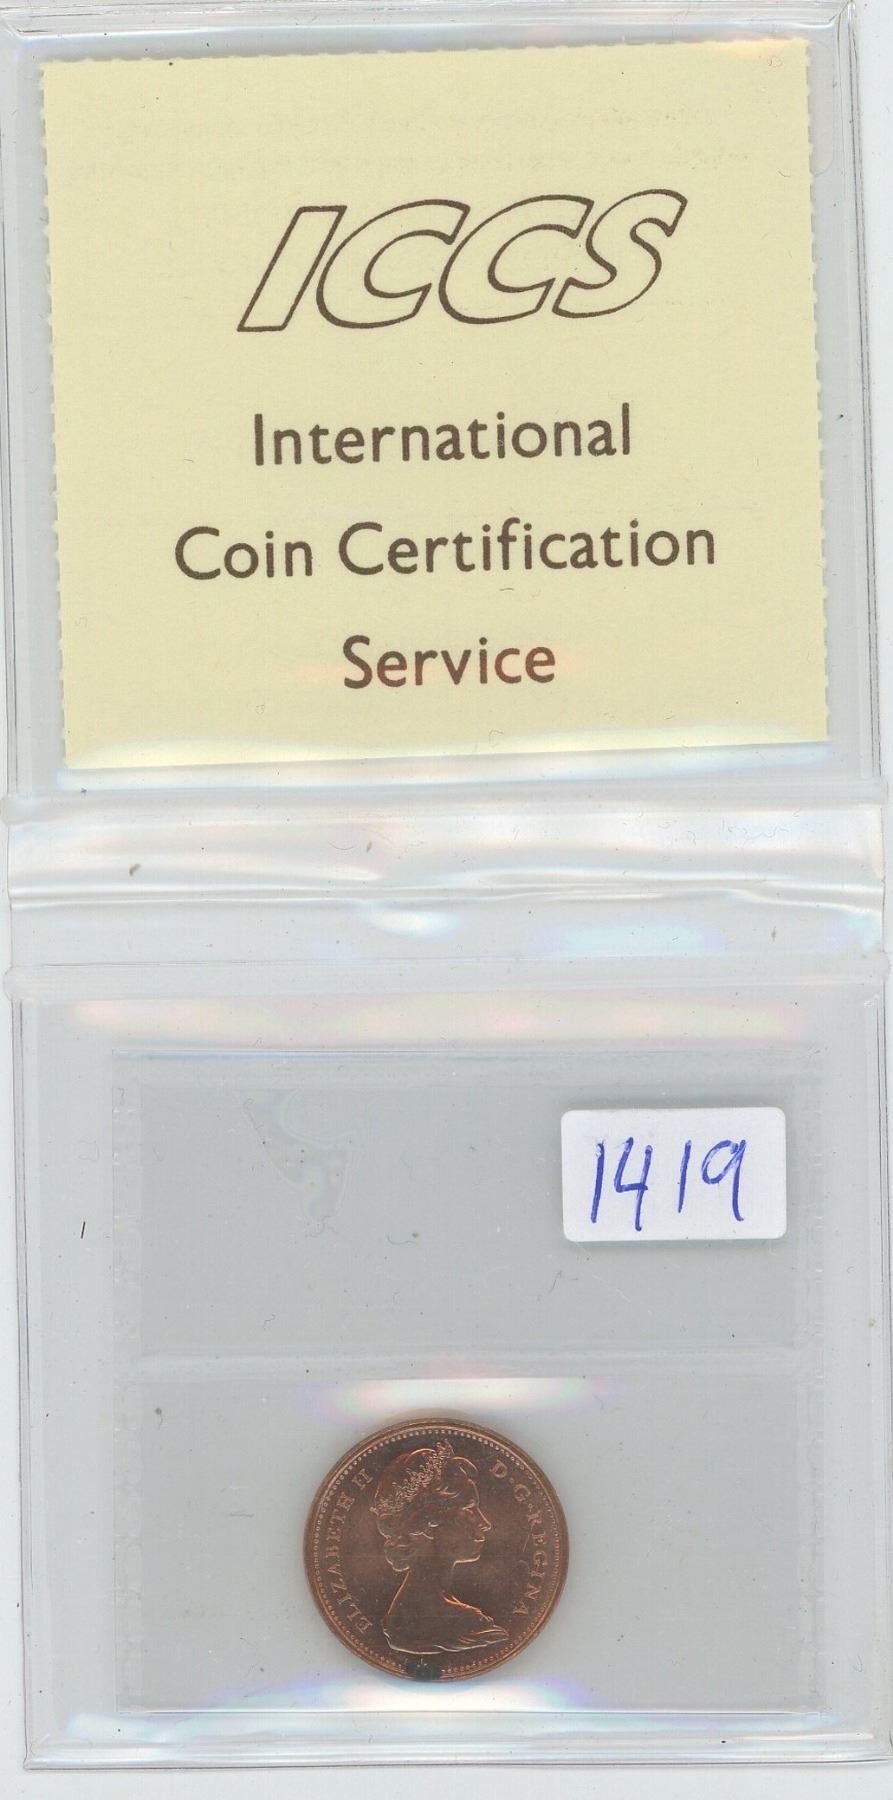 ICCS
International
Coin Certification
Service
1419
ELIZABETH II D·G·REGINA